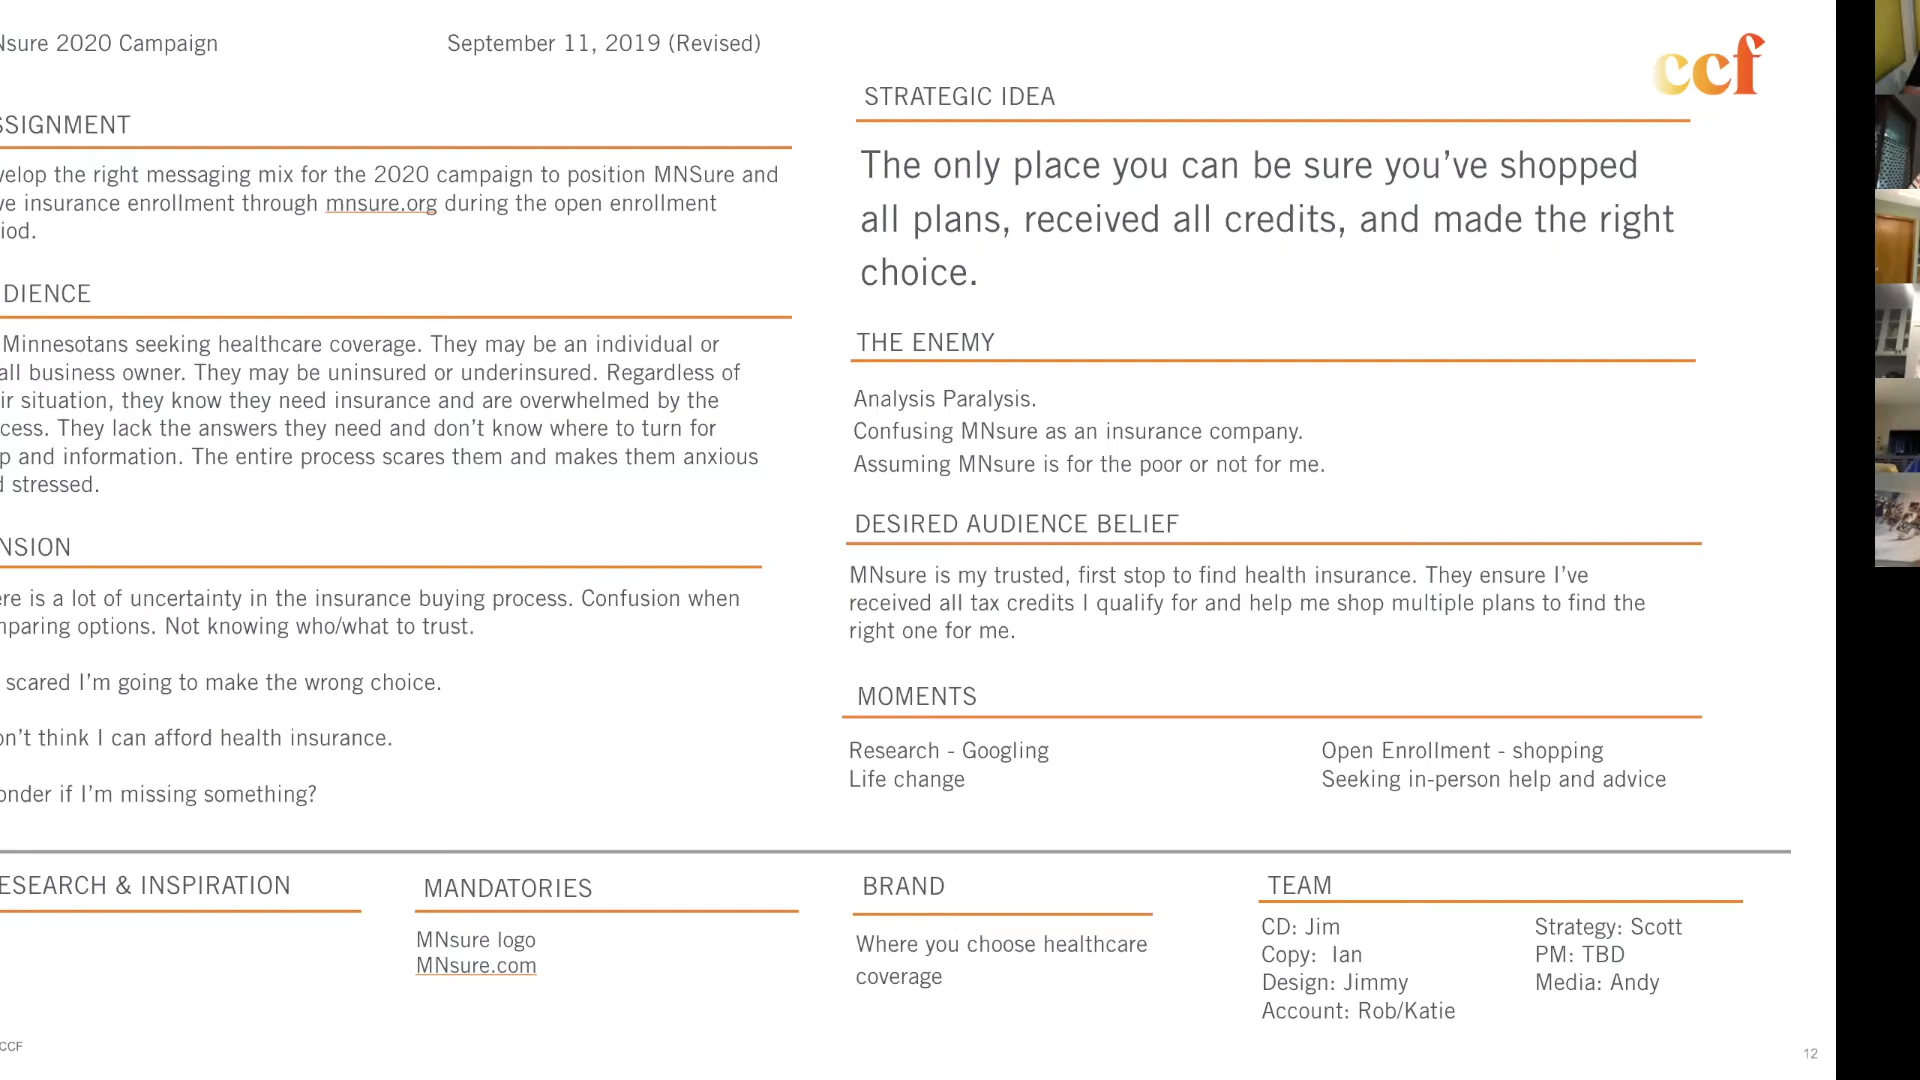 Nsure 2020 Campaign
September 11, 2019 (Revised)
ccf
SSIGNMENT
velop the right messaging mix for the 2020 campaign to position MNSure and
ve insurance enrollment through mnsure.org during the open enrollment
iod.
DIENCE
Minnesotans seeking healthcare coverage. They may be an individual or
all business owner. They may be uninsured or underinsured. Regardless of
ir situation, they know they need insurance and are overwhelmed by the
cess. They lack the answers they need and don’t know where to turn for
p and information. The entire process scares them and makes them anxious
d stressed.
NSION
ere is a lot of uncertainty in the insurance buying process. Confusion when
mparing options. Not knowing who/what to trust.
scared I’m going to make the wrong choice.
on’t think I can afford health insurance.
onder if I’m missing something?
STRATEGIC IDEA
The only place you can be sure you’ve shopped
all plans, received all credits, and made the right
choice.
THE ENEMY
Analysis Paralysis.
Confusing MNsure as an insurance company.
Assuming MNsure is for the poor or not for me.
DESIRED AUDIENCE BELIEF
MNsure is my trusted, first stop to find health insurance. They ensure I’ve
received all tax credits I qualify for and help me shop multiple plans to find the
right one for me.
MOMENTS
Research - Googling
Life change
Open Enrollment - shopping
Seeking in-person help and advice
ESEARCH & INSPIRATION
MANDATORIES
MNsure logo
MNsure.com
BRAND
Where you choose healthcare
coverage
TEAM
CD: Jim
Copy: Ian
Design: Jimmy
Account: Rob/Katie
Strategy: Scott
PM: TBD
Media: Andy
CCF
12